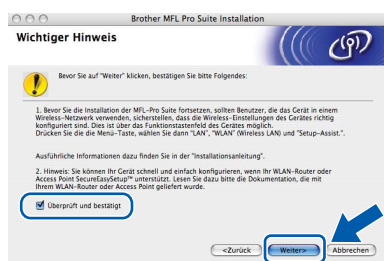 Brother MFL Pro Suite Installation
Wichtiger Hinweis
Bevor Sie auf "Weiter" klicken, bestätigen Sie bitte Folgendes:
1. Bevor Sie die Installation der MFL-Pro Suite fortsetzen, sollten Benutzer, die das Gerät in einem
Wireless-Netzwerk verwenden, sicherstellen, dass die Wireless-Einstellungen des Gerätes richtig
konfiguriert sind. Dies ist über das Funktionstastenfeld des Gerätes möglich.
Drücken Sie die die Menü-Taste, wählen Sie dann "LAN", "WLAN" (Wireless LAN) und "Setup-Assist.".
Ausführliche Informationen dazu finden Sie in der "Installationsanleitung".
2. Hinweis: Sie können Ihr Gerät schnell und einfach konfigurieren, wenn Ihr WLAN-Router oder
Access Point SecureEasySetup™ unterstützt. Lesen Sie dazu bitte die Dokumentation, die mit
Ihrem WLAN-Router oder Access Point geliefert wurde.
Überprüft und bestätigt
<Zurück Weiter> Abbrechen